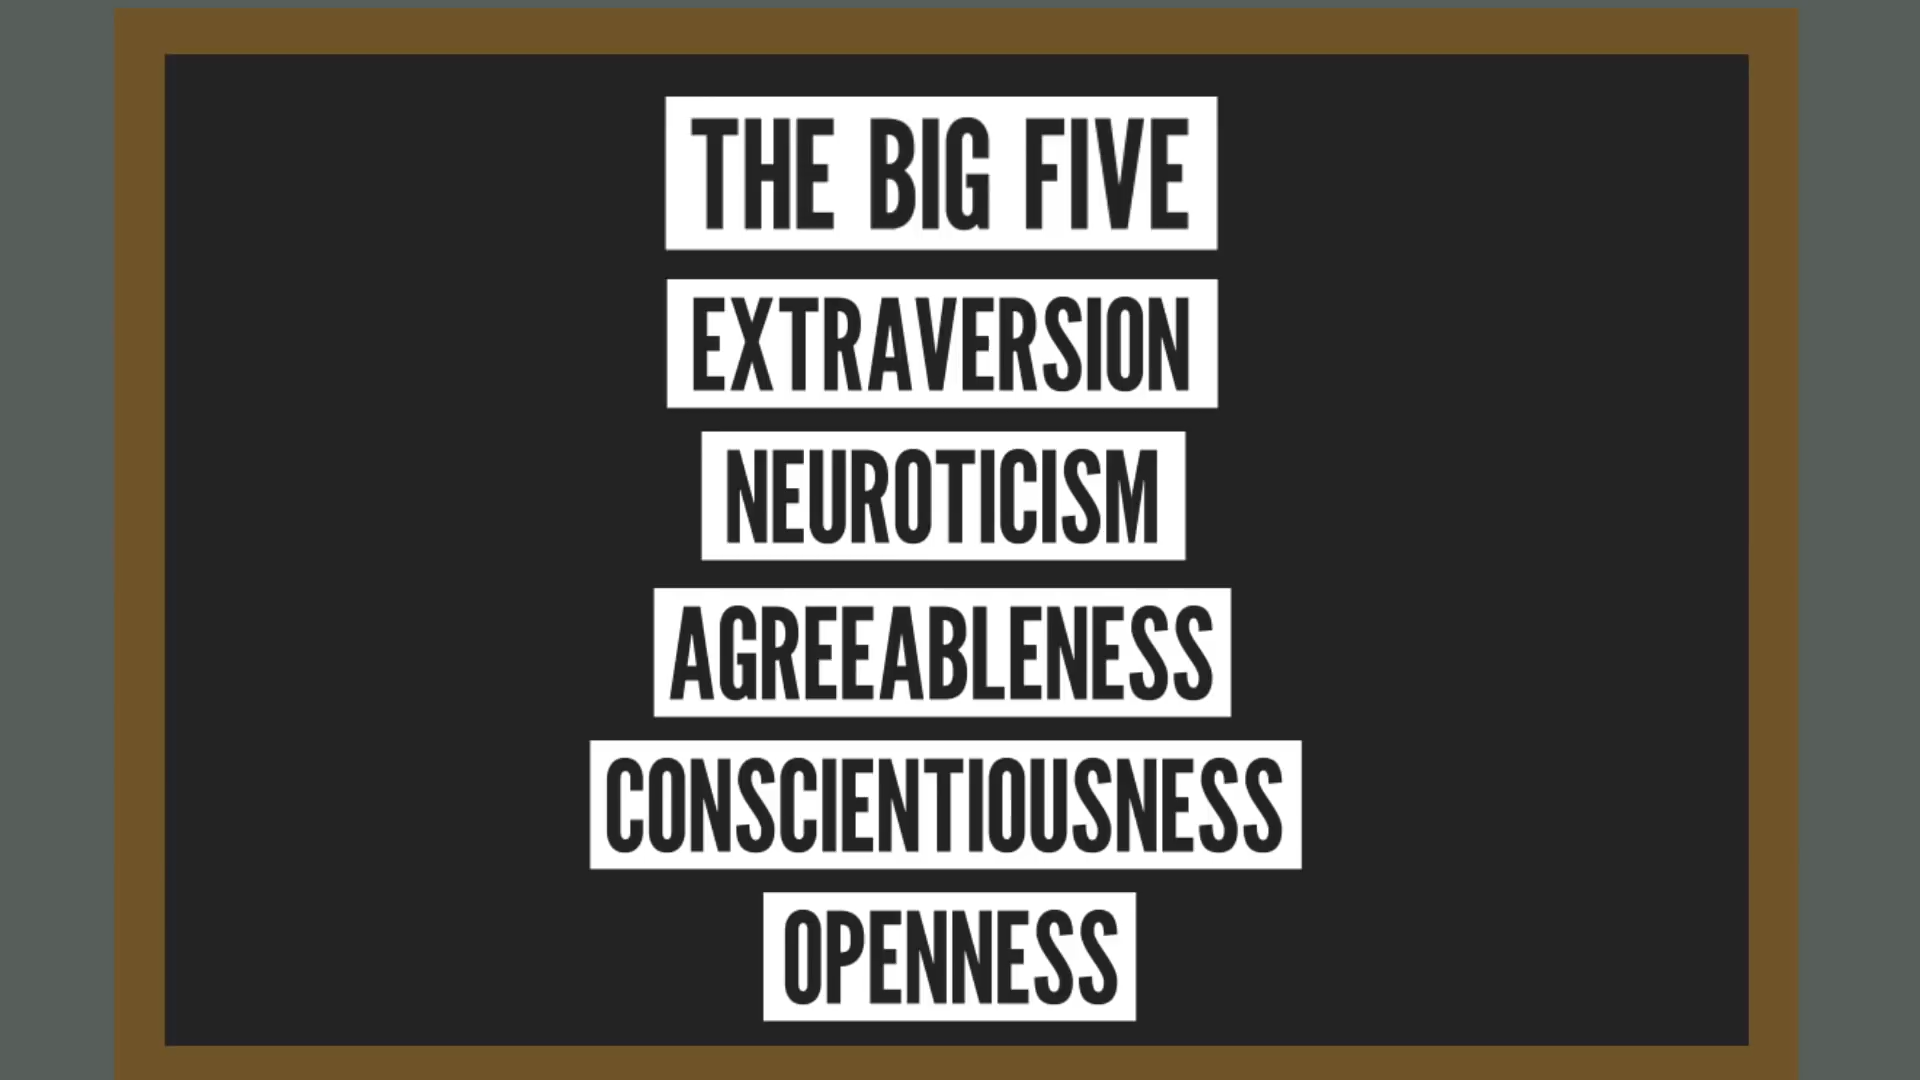 THE BIG FIVE
EXTRAVERSION
NEUROTICISM
AGREEABLENESS
CONSCIENTIOUSNESS
OPENNESS